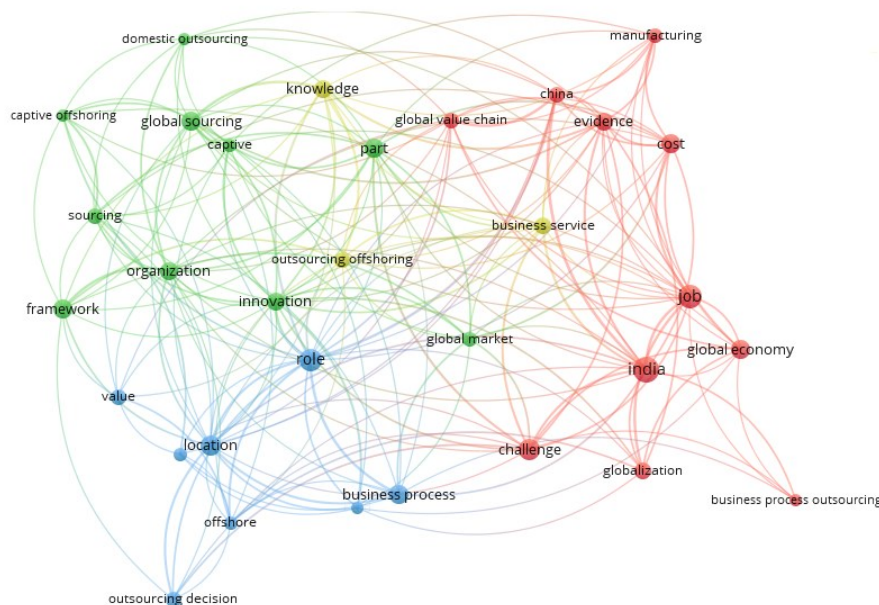 manufacturing
domestic outsourcing
knowledge
china
captive offshoring
global sourcing
global value chain
evidence
captive
part
cost
sourcing
business service
outsourcing offshoring
organization
job
framework
innovation
global market
global economy
role
india
value
location
challenge
globalization
business process
business process outsourcing
offshore
outsourcing decision